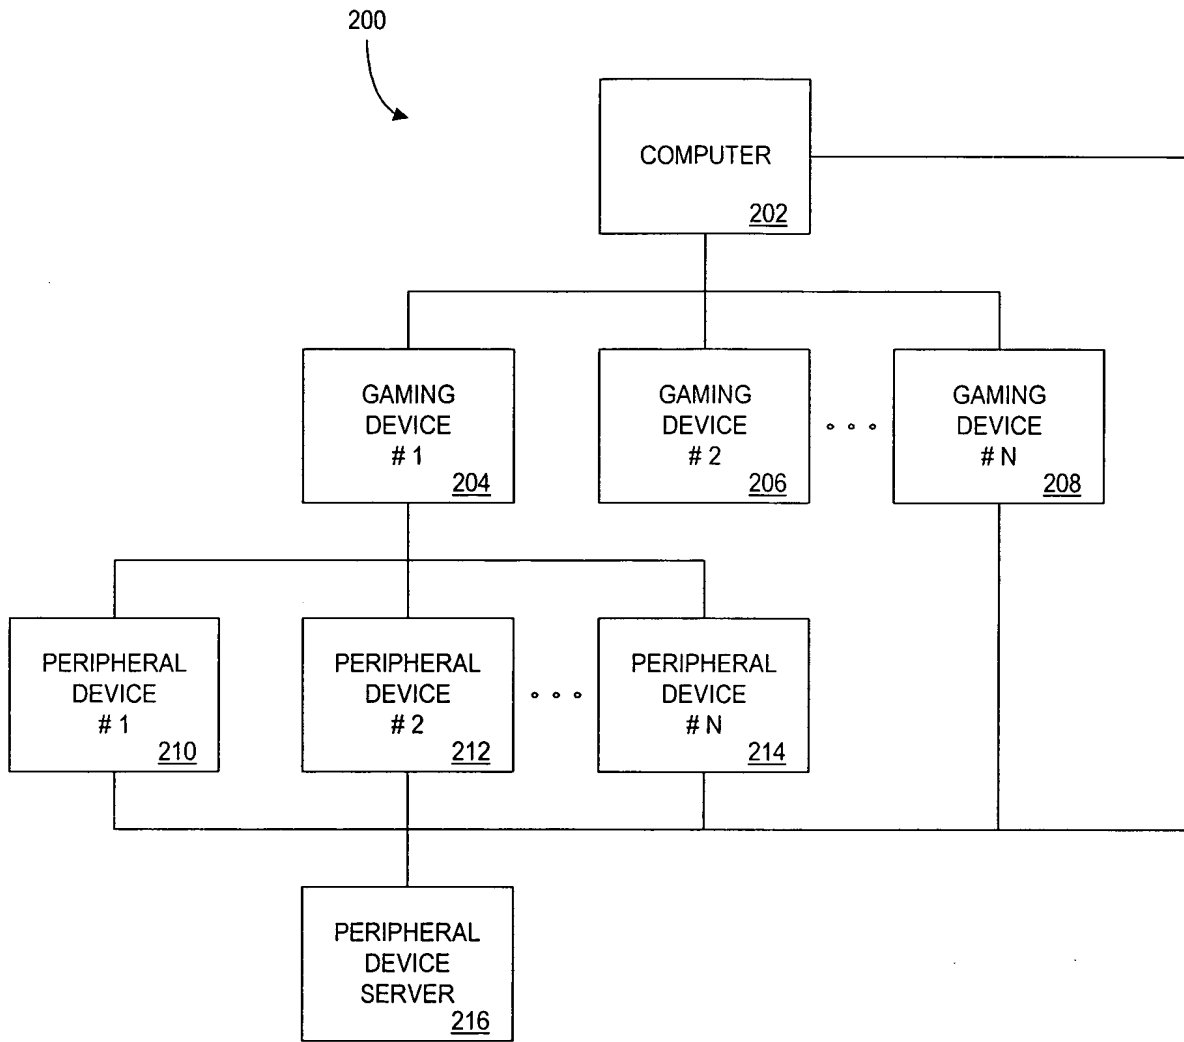 200
COMPUTER
202
GAMING
DEVICE
# 1
204
GAMING
DEVICE
# 2
206
GAMING
DEVICE
# N
208
PERIPHERAL
DEVICE
# 1
210
PERIPHERAL
DEVICE
# 2
212
PERIPHERAL
DEVICE
# N
214
PERIPHERAL
DEVICE
SERVER
216